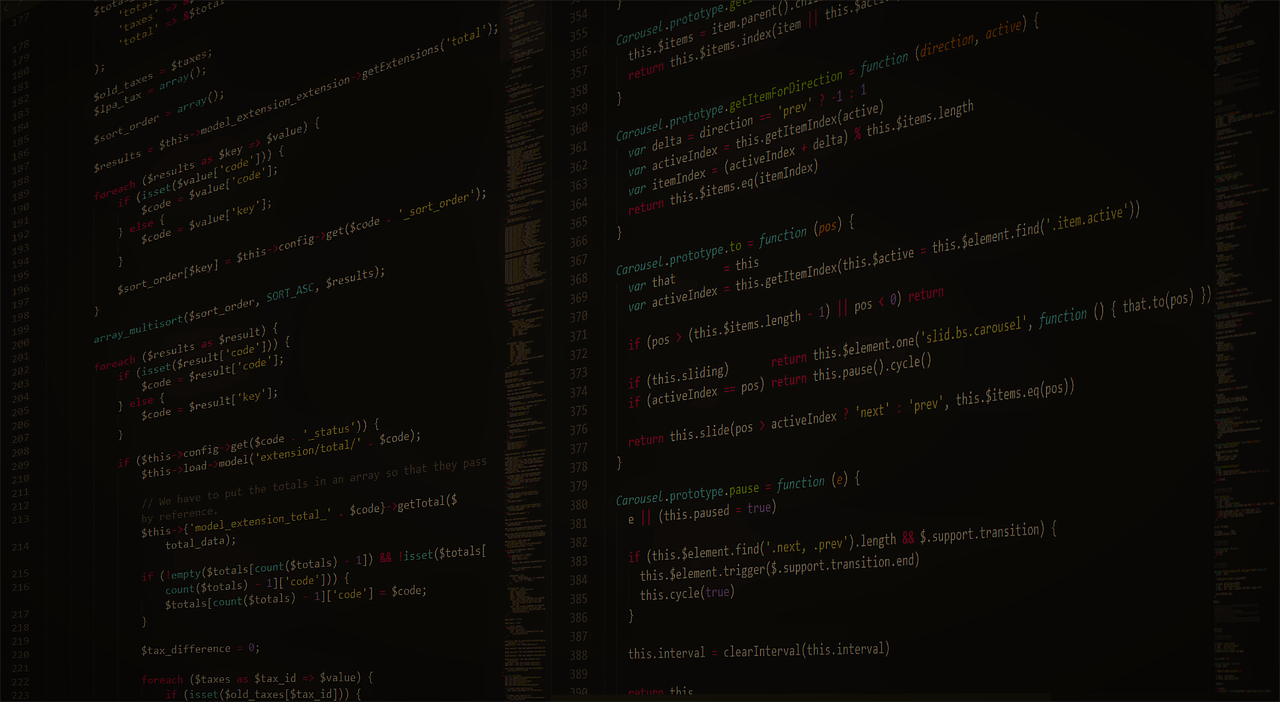 177
178
179
180
181
182
183
184
185
186
187
188
189
190
191
192
193
194
195
196
197
198
199
200
201
202
203
204
205
206
207
208
209
210
211
212
213
214
215
216
217
218
219
220
221
222
223
'taxes' =>
'total' =>
);
$old_taxes = $taxes;
$lpa_tax = array();
$sort_order = array();
$results = $this->model_extension_extension->getExtensions('total');
foreach ($results as $key => $value) {
if (isset($value['code'])) {
$code = $value['code'];
} else {
$code = $value['key'];
}
$sort_order[$key] = $this->config->get($code . '_sort_order');
}
array_multisort($sort_order, SORT_ASC, $results);
foreach ($results as $result) {
if (isset($result['code'])) {
$code = $result['code'];
} else {
$code = $result['key'];
}
if ($this->config->get($code . '_status')) {
$this->load->model('extension/total/' . $code);
// We have to put the totals in an array so that they pass
by reference.
$this->{'model_extension_total_' . $code}->getTotal($
total_data);
if (!empty($totals[count($totals) - 1]) && !isset($totals[
count($totals) - 1]['code'])) {
$totals[count($totals) - 1]['code'] = $code;
}
$tax_difference = 0;
foreach ($taxes as $tax_id => $value) {
if (isset($old_taxes[$tax_id])) {
354
355
356
357
358
359
360
361
362
363
364
365
366
367
368
369
370
371
372
373
374
375
376
377
378
379
380
381
382
383
384
385
386
387
388
389
390
}
this.$items = item.parent()
return this.$items.index(item ||
}
Carousel.prototype.getItemForDirection = function (direction, active) {
var delta = direction == 'prev' ? -1 : 1
var activeIndex = this.getItemIndex(active)
var itemIndex = (activeIndex + delta) % this.$items.length
return this.$items.eq(itemIndex)
}
Carousel.prototype.to = function (pos) {
var that = this
var activeIndex = this.getItemIndex(this.$active = this.$element.find('.item.active'))
if (pos > (this.$items.length - 1) || pos < 0) return
if (this.sliding) return this.$element.one('slid.bs.carousel', function () { that.to(pos) })
if (activeIndex == pos) return this.pause().cycle()
return this.slide(pos > activeIndex ? 'next' : 'prev', this.$items.eq(pos))
}
Carousel.prototype.pause = function (e) {
e || (this.paused = true)
if (this.$element.find('.next, .prev').length && $.support.transition) {
this.$element.trigger($.support.transition.end)
this.cycle(true)
}
this.interval = clearInterval(this.interval)
return this